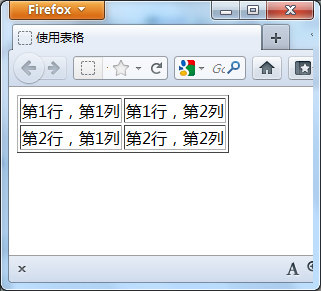 Firefox
使用表格
第1行，第1列 第1行，第2列
第2行，第1列 第2行，第2列
x A